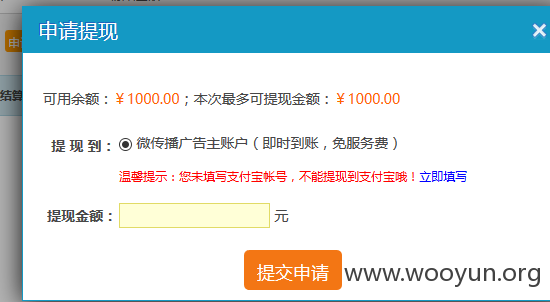 申请提现
申
结算
可用余额：￥1000.00；本次最多可提现金额：￥1000.00
提 现 到：微传播广告主账户（即时到账，免服务费）
温馨提示：您未填写支付宝帐号，不能提现到支付宝哦！立即填写
提现金额： 元
提交申请
www.wooyun.org